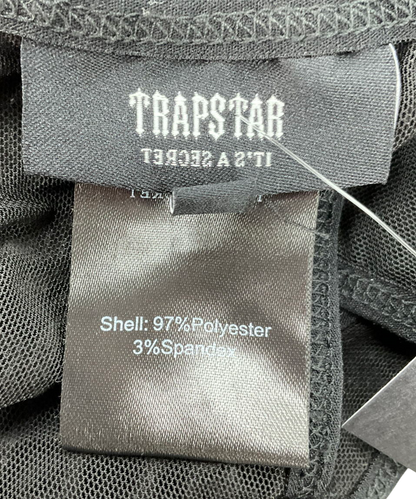 TRAPSTAR
IT'S A SECRET
Shell: 97%Polyester
3%Spandex